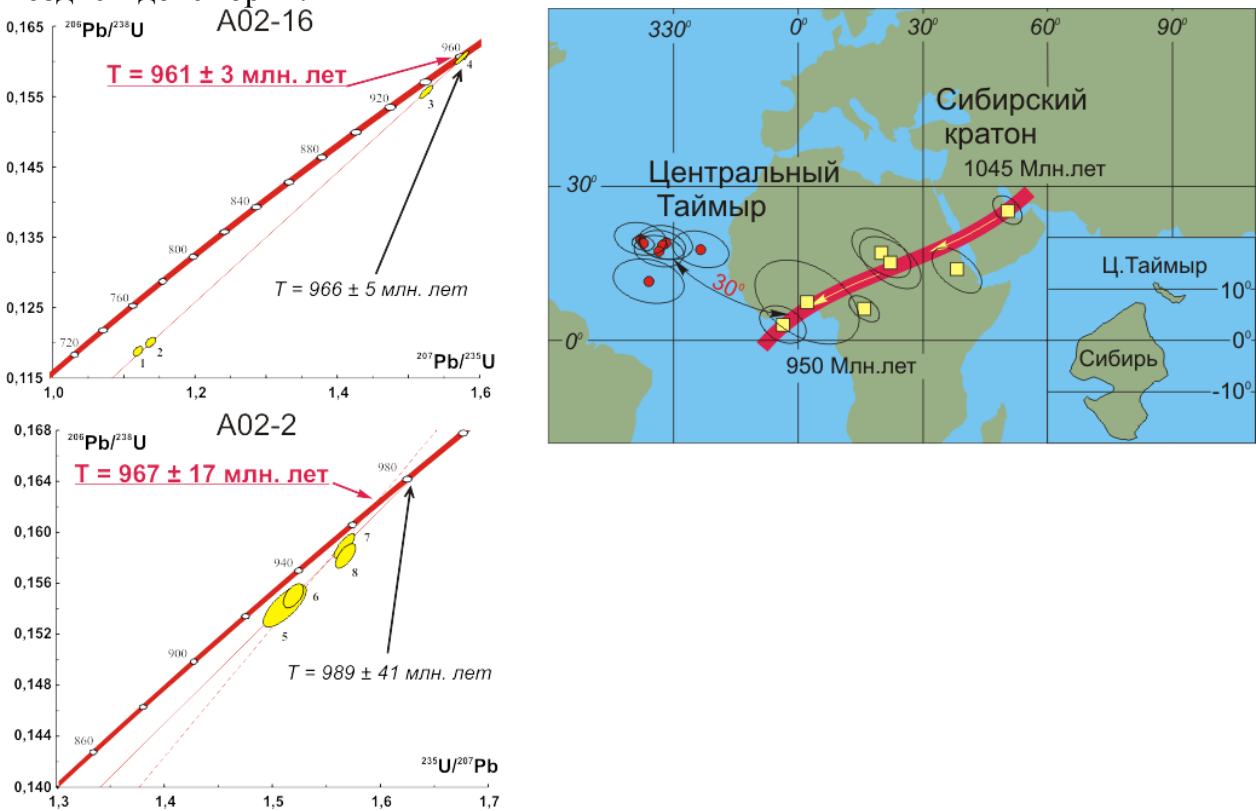 A02-16
0,165
²⁰⁶Pb/²³⁸U
960
T = 961 ± 3 млн. лет
4
0,155
920
3
880
0,145
840
0,135
800
T = 966 ± 5 млн. лет
760
0,125
720
1
2
²⁰⁷Pb/²³⁵U
0,115
1,0
1,2
1,4
1,6
0,168
²⁰⁶Pb/²³⁸U
A02-2
T = 967 ± 17 млн. лет
980
0,164
0,160
7
940
8
0,156
6
5
0,152
900
T = 989 ± 41 млн. лет
0,148
0,144
860
²³⁵U/²⁰⁷Pb
0,140
1,3
1,4
1,5
1,6
1,7
330⁰
0⁰
30⁰
60⁰
Сибирский
кратон
1045 Млн.лет
30⁰
Центральный
Таймыр
30⁰
0⁰
950 Млн.лет
Ц.Таймыр
10⁰
0⁰
Сибирь
-10⁰